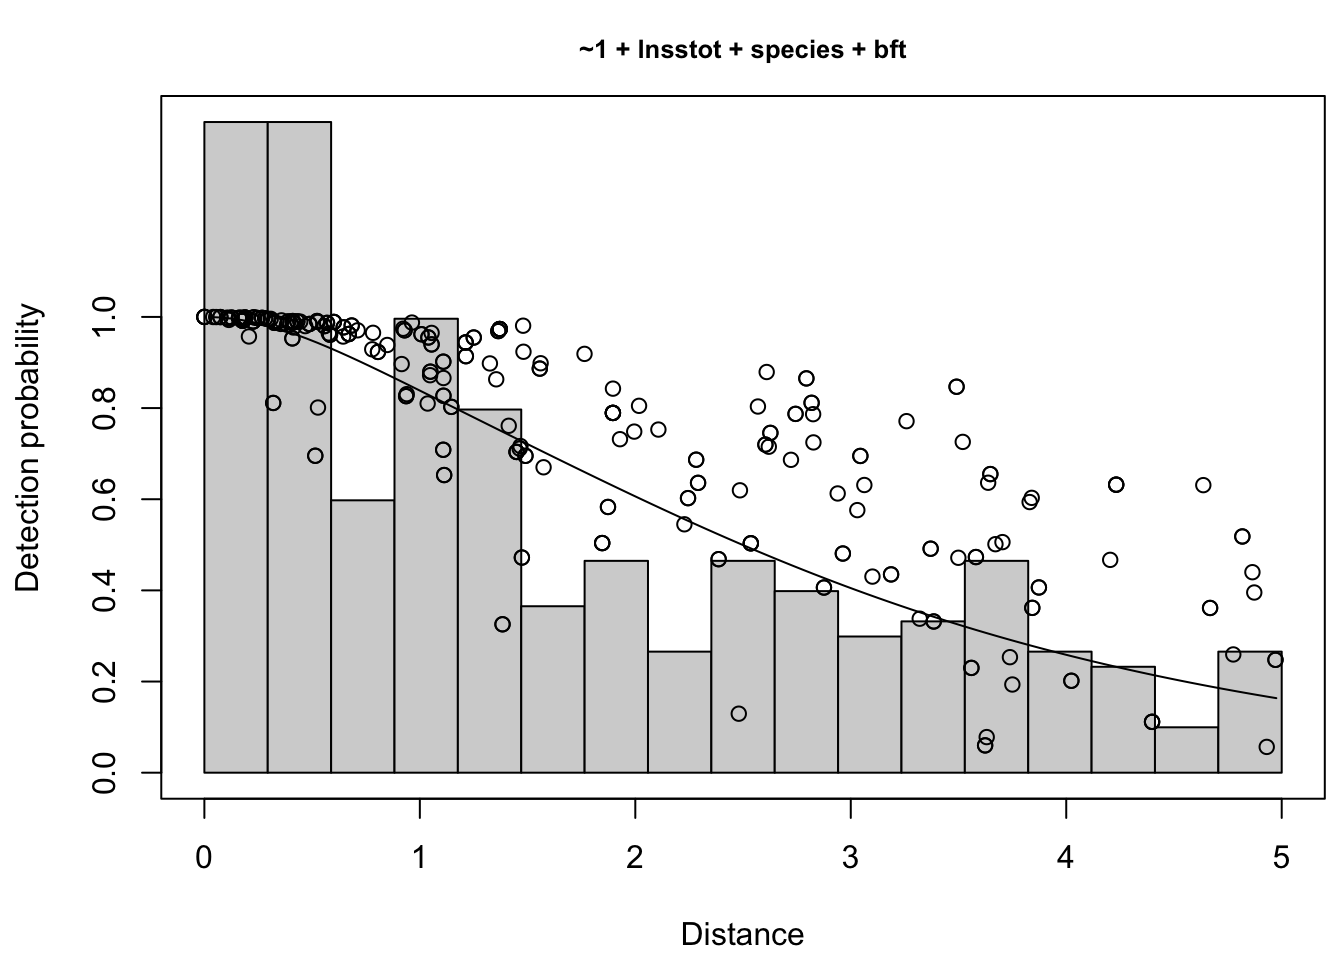 ~1 + lnsstot + species + bft
Detection probability
1.0
0.8
0.6
0.4
0.2
0.0
0 1 2 3 4 5
Distance